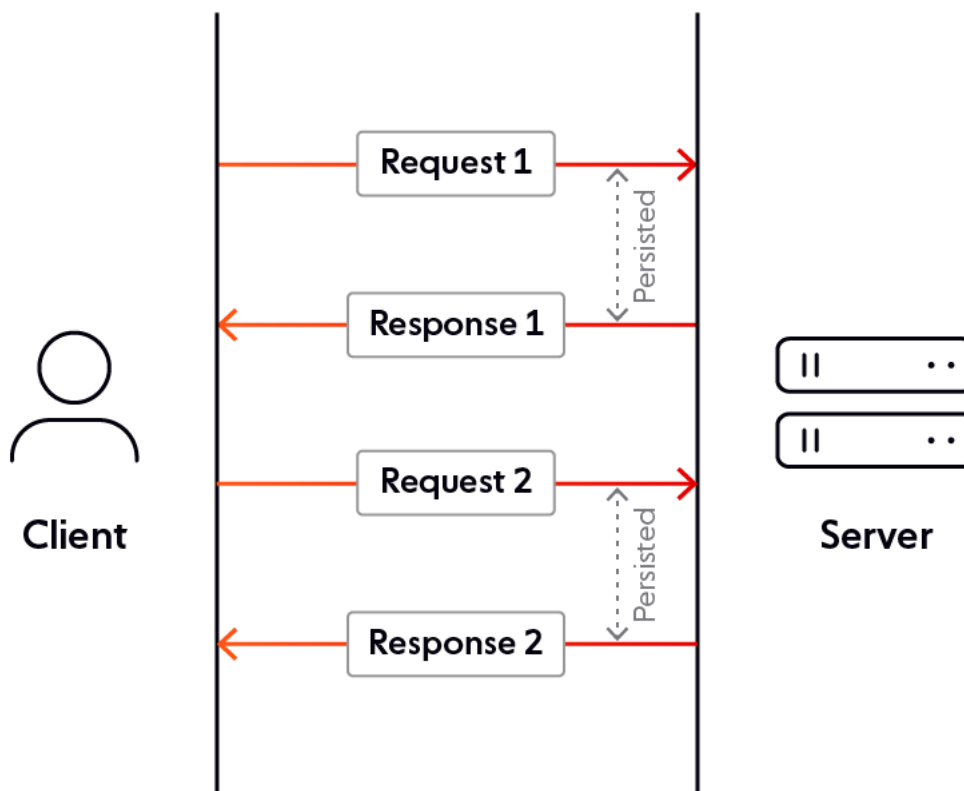 Request 1
Persisted
Response 1
Request 2
Persisted
Response 2
Client
Server